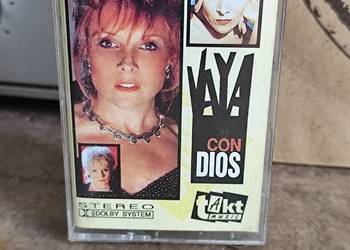 VAYA
CON
DIOS
STEREO
DOLBY SYSTEM
takt
MUSIC